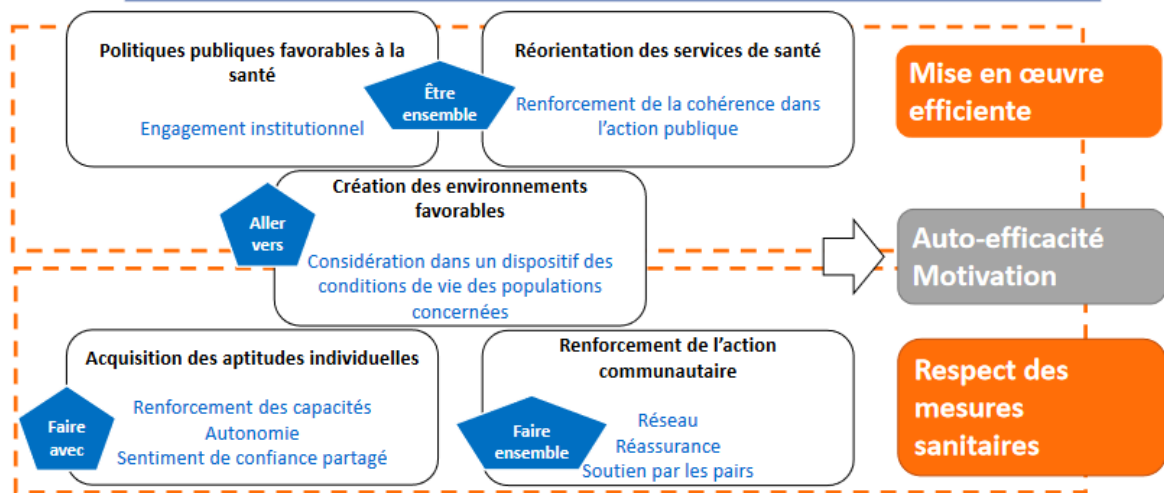 Politiques publiques favorables à la
santé
Engagement institutionnel
Être
ensemble
Réorientation des services de santé
Renforcement de la cohérence dans
l'action publique
Mise en œuvre
efficiente
Création des environnements
favorables
Aller
vers
Considération dans un dispositif des
conditions de vie des populations
concernées
Auto-efficacité
Motivation
Acquisition des aptitudes individuelles
Faire
avec
Renforcement des capacités
Autonomie
Sentiment de confiance partagé
Renforcement de l'action
communautaire
Faire
ensemble
Réseau
Réassurance
Soutien par les pairs
Respect des
mesures
sanitaires